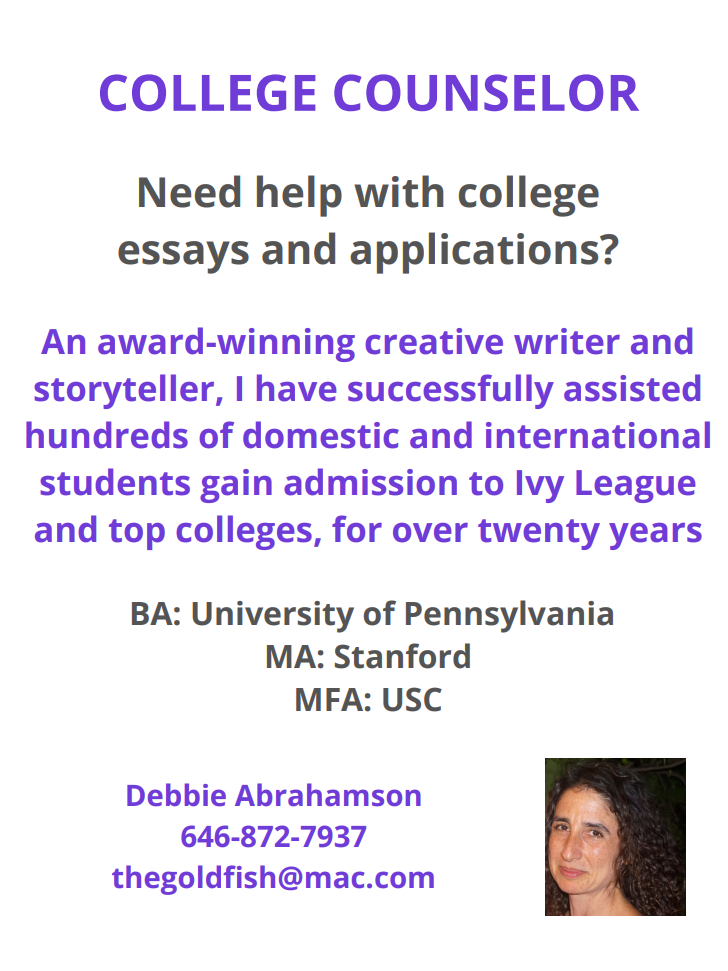 COLLEGE COUNSELOR
Need help with college
essays and applications?
An award-winning creative writer and
storyteller, I have successfully assisted
hundreds of domestic and international
students gain admission to Ivy League
and top colleges, for over twenty years
BA: University of Pennsylvania
MA: Stanford
MFA: USC
Debbie Abrahamson
646-872-7937
thegoldfish@mac.com